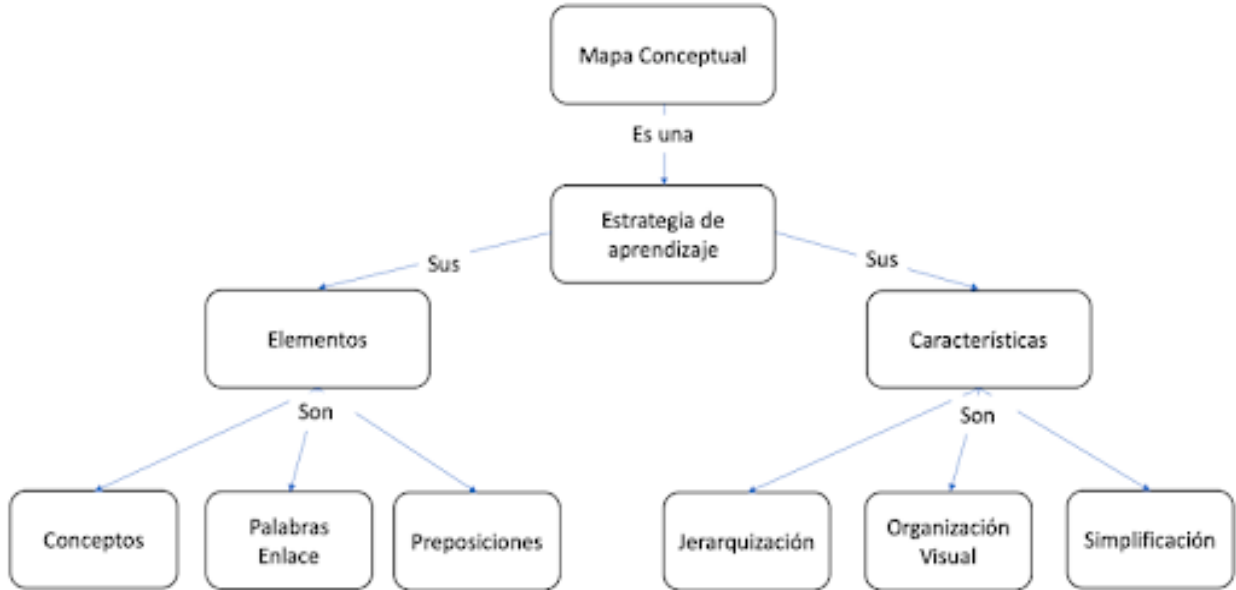 Mapa Conceptual
Es una
Estrategia de
aprendizaje
Sus
Sus
Elementos
Característícas
Son
Son
Conceptos
Palabras
Enlace
Preposiciones
Jerarquización
Organización
Visual
Simplificación